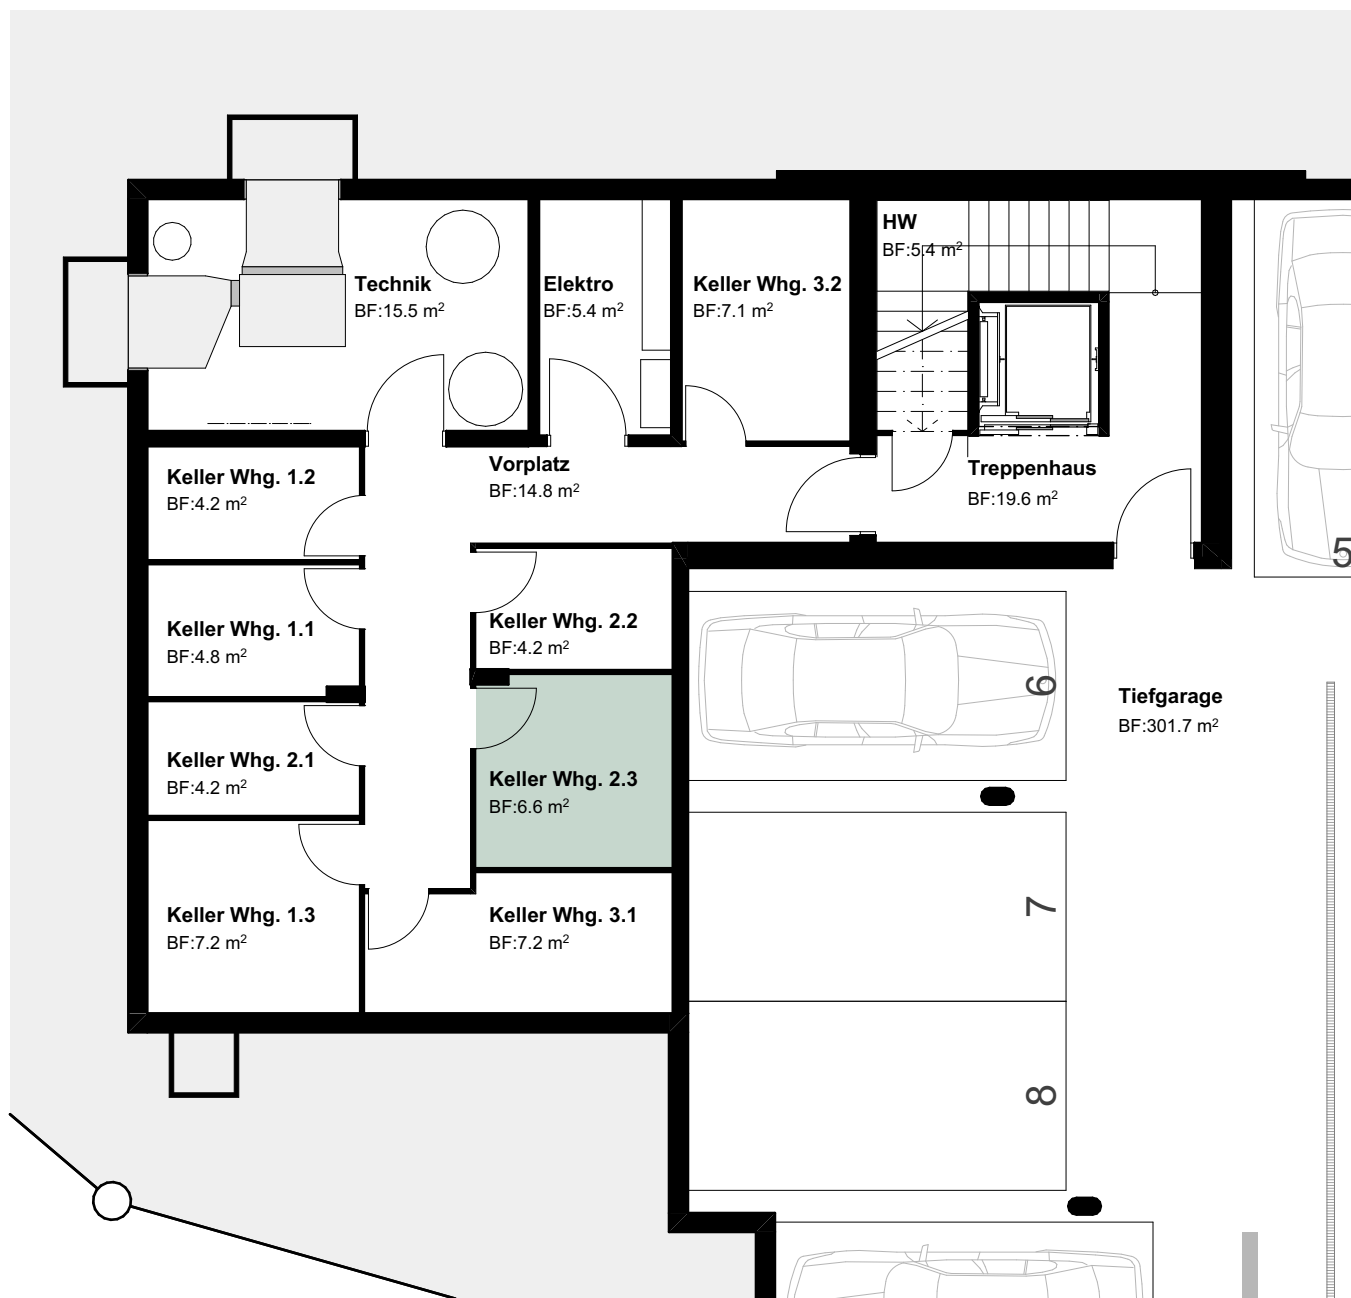 HW
BF:5.4 m²
Technik
BF:15.5 m²
Elektro
BF:5.4 m²
Keller Whg. 3.2
BF:7.1 m²
Vorplatz
BF:14.8 m²
Treppenhaus
BF:19.6 m²
Keller Whg. 1.2
BF:4.2 m²
5
Keller Whg. 1.1
BF:4.8 m²
Keller Whg. 2.2
BF:4.2 m²
6
Tiefgarage
BF:301.7 m²
Keller Whg. 2.1
BF:4.2 m²
Keller Whg. 2.3
BF:6.6 m²
Keller Whg. 1.3
BF:7.2 m²
Keller Whg. 3.1
BF:7.2 m²
7
8